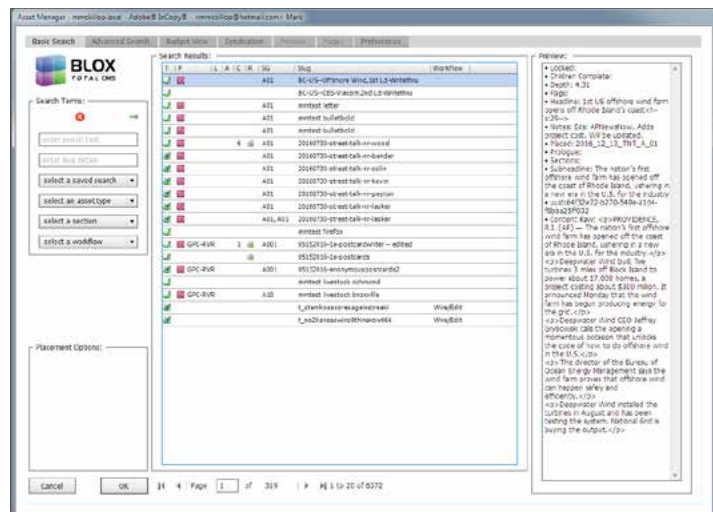 Asset Manager - mmckillop.local - Adobe® InCopy® - mmckillop@hotmail.com: Mark
Basic Search Advanced Search Budget View Syndication Preview Pages Preferences
BLOX
TOTAL CMS
Search Terms:
enter search text
select a saved search
select an asset type
select a section
select a workflow
Placement Options:
Search Results:
T F L A C R SG Slug Workflow
A01 BC-US--Offshore Wind,1st Ld-Writethru
BC-US--CBS-Viacom,2nd Ld-Writethru
A01 mmtest letter
A01 mmtest bulletbold
A01 mmtest bulletbold
6 A01 20160730-street-talk-nr-wood
A01 20160730-street-talk-nr-bender
A01 20160730-street-talk-nr-colin
A01 20160730-street-talk-nr-kevin
A01 20160730-street-talk-nr-peyton
A01 20160730-street-talk-nr-lasker
A01, A01 20160730-street-talk-nr-lasker
mmtest firefox
GPC-RVR 1 A001 05152016-le-postcardwriter -- edited
05152016-le-postcards
A001 05132016-anonymouspostcards2
mmtest livestock richmond
GPC-RVR A10 mmtest livestock knoxville
Wire/Edit
Wire/Edit
Preview:
• Locked:
• Children Complete:
• Depth: 4.31
• Flags:
• Headline: 1st US offshore wind farm
opens off Rhode Island's coast
• Notes: Eds: APNewsNow. Adds
project cost. Will be updated.
• Placed: 2016_12_13_TNT_A_01
• Prologue:
• Sections:
• Subheadline: The nation's first
offshore wind farm has opened off
the coast of Rhode Island, ushering in
a new era in the U.S. for the industry
• Content Raw: <p>PROVIDENCE,
R.I. (AP) — The nation's first offshore
wind farm has opened off the coast
of Rhode Island, ushering in a new
era in the U.S. for the industry.</p>
<p>Deepwater Wind built five
turbines 3 miles off Block Island to
power about 17,000 homes, a
project costing about $300 million. It
announced Monday that the wind
farm has begun producing energy for
the grid.</p>
<p>Deepwater Wind CEO Jeffrey
Grybowski calls the opening a
momentous occasion that unlocks
the code of how to do offshore wind
in the U.S.</p>
<p>The director of the Bureau of
Ocean Energy Management says the
wind farm proves that offshore wind
can happen safely and
efficiently.</p>
<p>Deepwater Wind installed the
turbines in August and has been
testing the system. National Grid is
buying the output.</p>
Cancel OK Page 1 of 319 1 to 20 of 6372